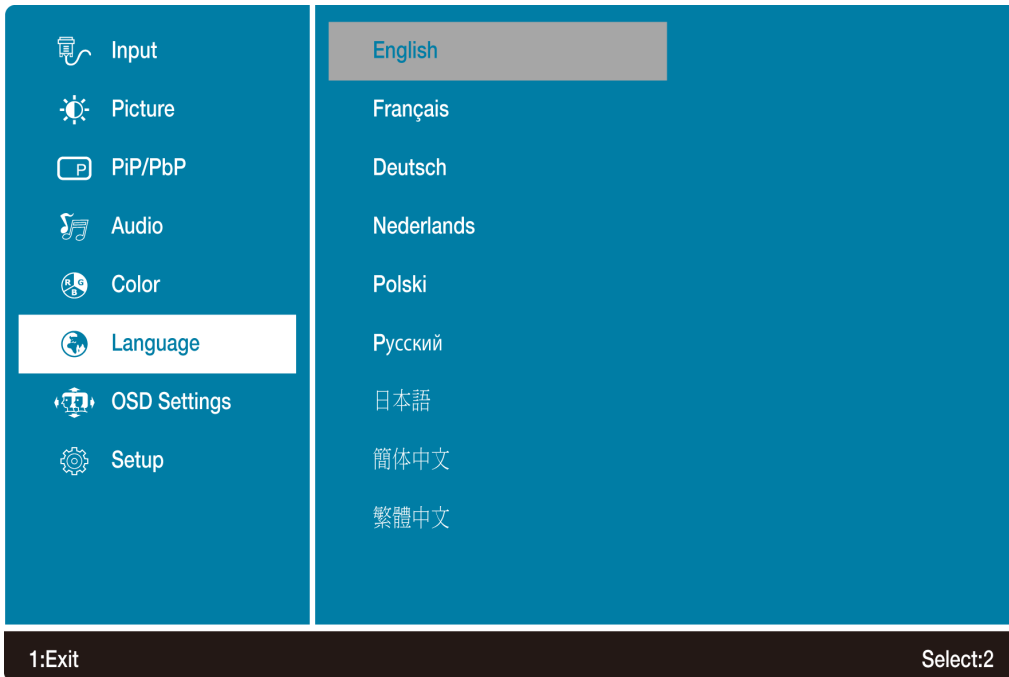 Input
Picture
P
PiP/PbP
Audio
R G B
Color
Language
OSD Settings
Setup
English
Français
Deutsch
Nederlands
Polski
Русский
日本語
簡体中文
繁體中文
1:Exit
Select:2